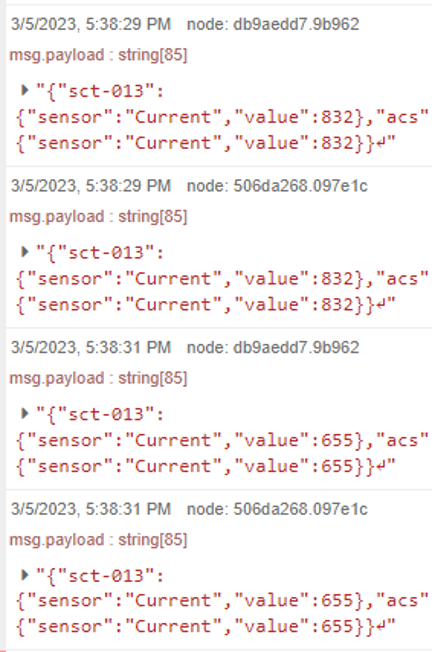 3/5/2023, 5:38:29 PM node: db9aedd7.9b962
msg.payload : string[85]
"{"sct-013":
{"sensor":"Current","value":832},"acs"
{"sensor":"Current","value":832}}↵"
3/5/2023, 5:38:29 PM node: 506da268.097e1c
msg.payload : string[85]
"{"sct-013":
{"sensor":"Current","value":832},"acs"
{"sensor":"Current","value":832}}↵"
3/5/2023, 5:38:31 PM node: db9aedd7.9b962
msg.payload : string[85]
"{"sct-013":
{"sensor":"Current","value":655},"acs"
{"sensor":"Current","value":655}}↵"
3/5/2023, 5:38:31 PM node: 506da268.097e1c
msg.payload : string[85]
"{"sct-013":
{"sensor":"Current","value":655},"acs"
{"sensor":"Current","value":655}}↵"